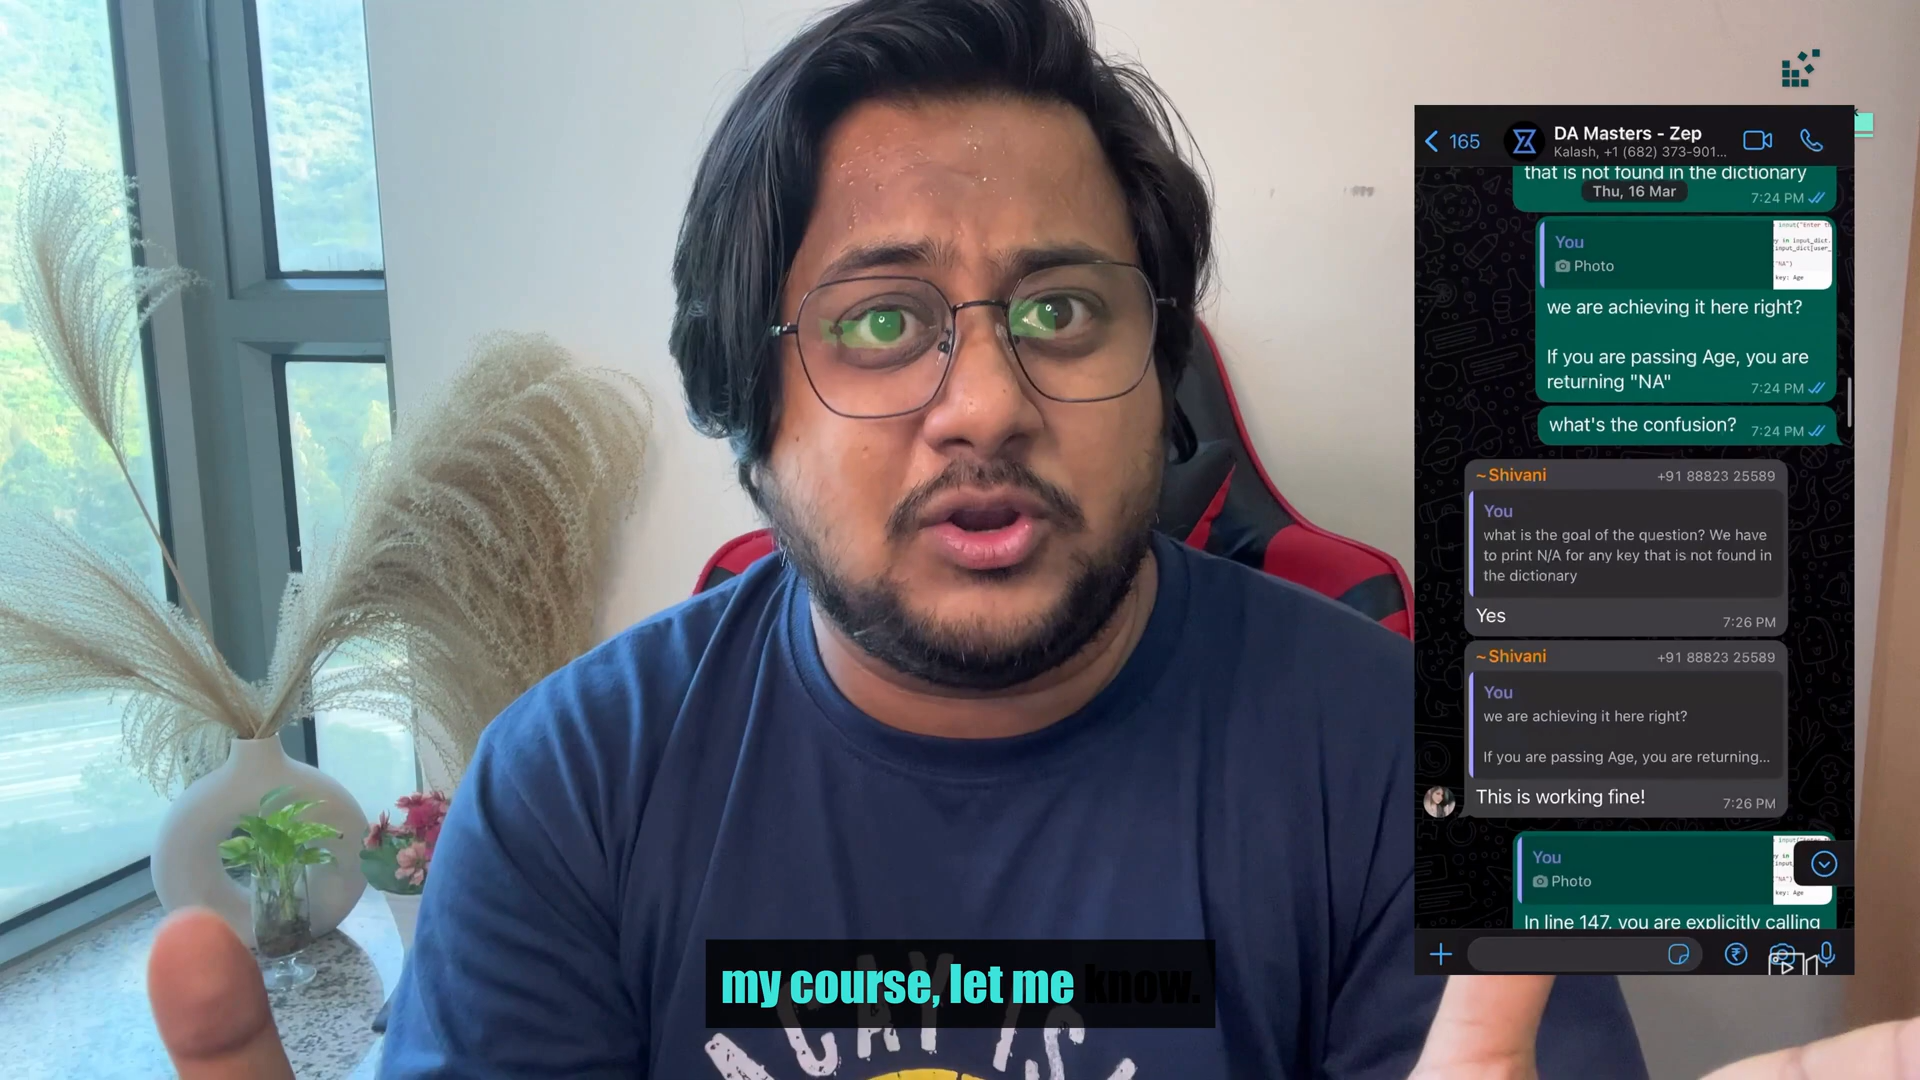 165
DA Masters - Zep
Kalash, +1 (682) 373-901...
that is not found in the dictionary
Thu, 16 Mar
7:24 PM
You
Photo
key: Age
we are achieving it here right?
If you are passing Age, you are
returning "NA"
7:24 PM
what's the confusion?
7:24 PM
~Shivani
+91 88823 25589
You
what is the goal of the question? We have
to print N/A for any key that is not found in
the dictionary
Yes
7:26 PM
~Shivani
+91 88823 25589
You
we are achieving it here right?
If you are passing Age, you are returning...
This is working fine!
7:26 PM
You
Photo
key: Age
In line 147, you are explicitly calling
my course, let me know.